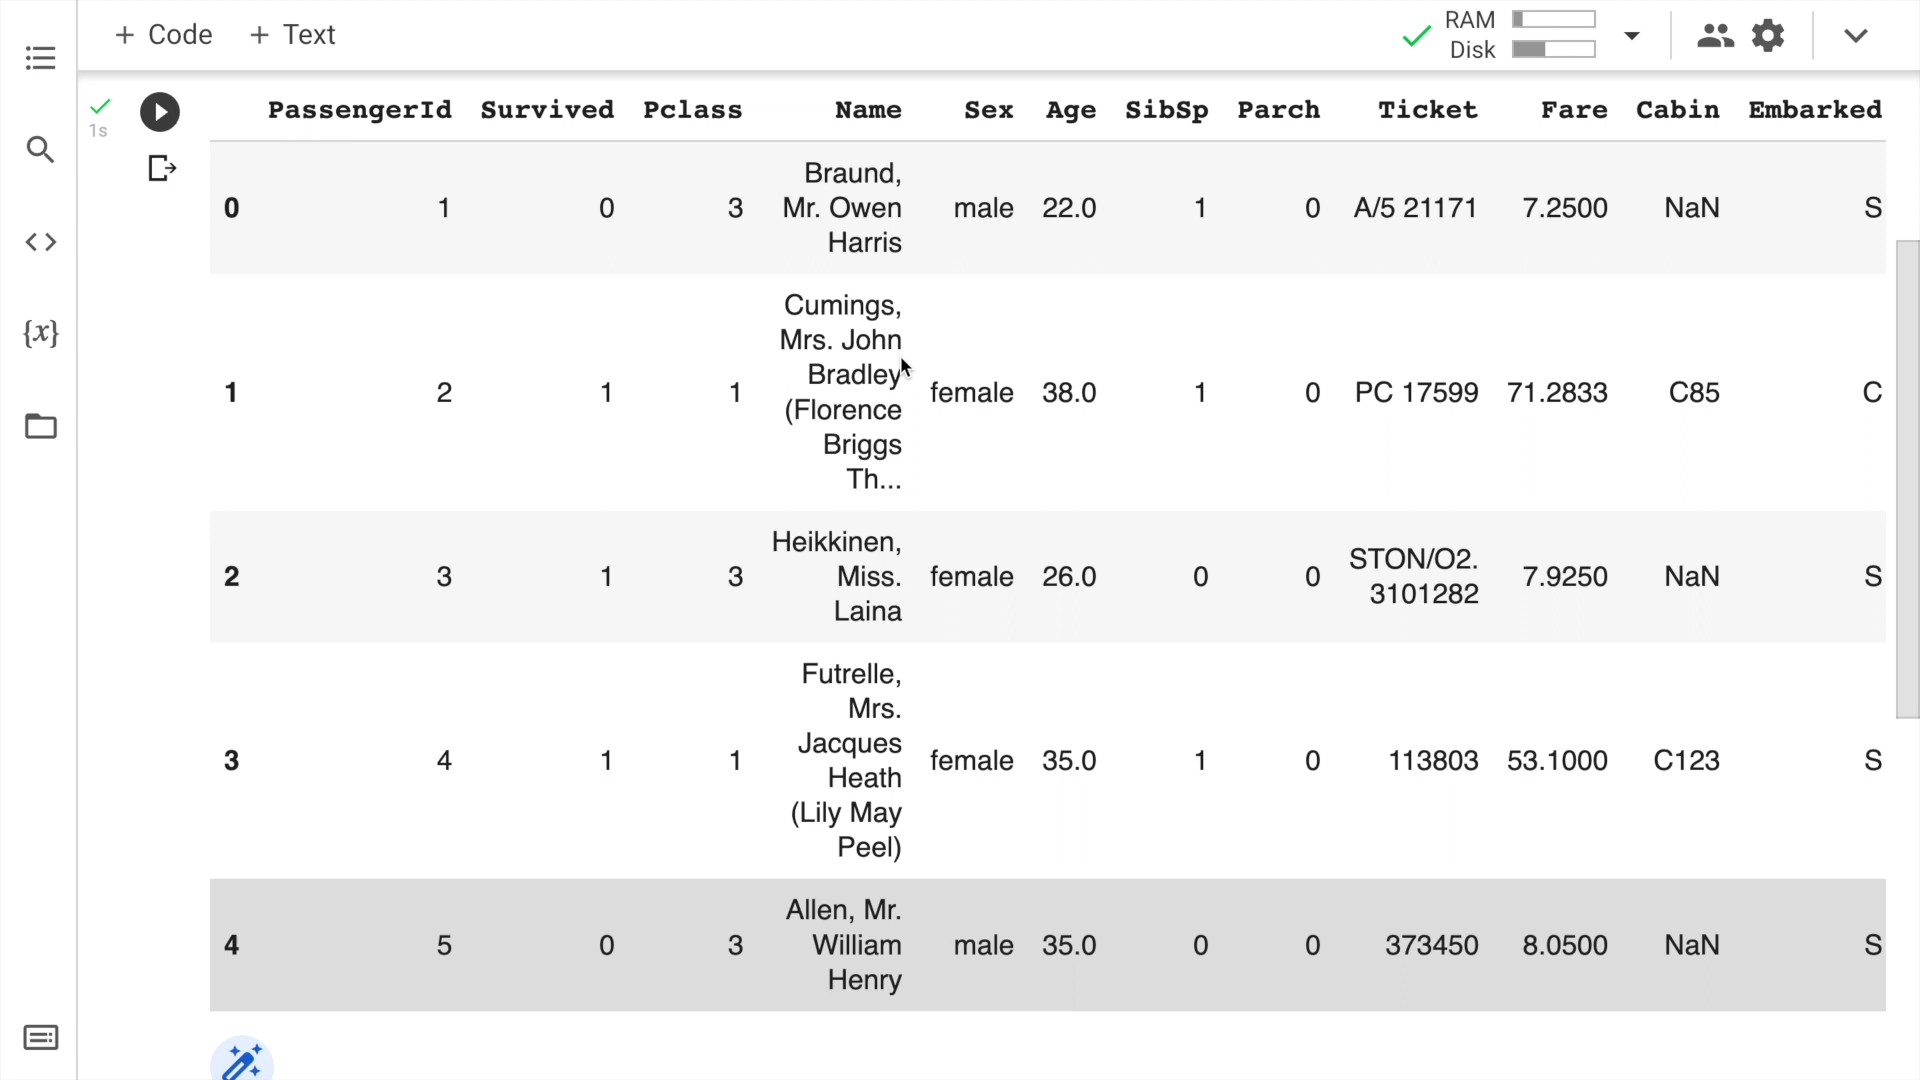 + Code + Text
RAM
Disk
1s
PassengerId Survived Pclass Name Sex Age SibSp Parch Ticket Fare Cabin Embarked
0 1 0 3 Braund, Mr. Owen Harris male 22.0 1 0 A/5 21171 7.2500 NaN S
1 2 1 1 Cumings, Mrs. John Bradley (Florence Briggs Th... female 38.0 1 0 PC 17599 71.2833 C85 C
2 3 1 3 Heikkinen, Miss. Laina female 26.0 0 0 STON/O2. 3101282 7.9250 NaN S
3 4 1 1 Futrelle, Mrs. Jacques Heath (Lily May Peel) female 35.0 1 0 113803 53.1000 C123 S
4 5 0 3 Allen, Mr. William Henry male 35.0 0 0 373450 8.0500 NaN S
{x}